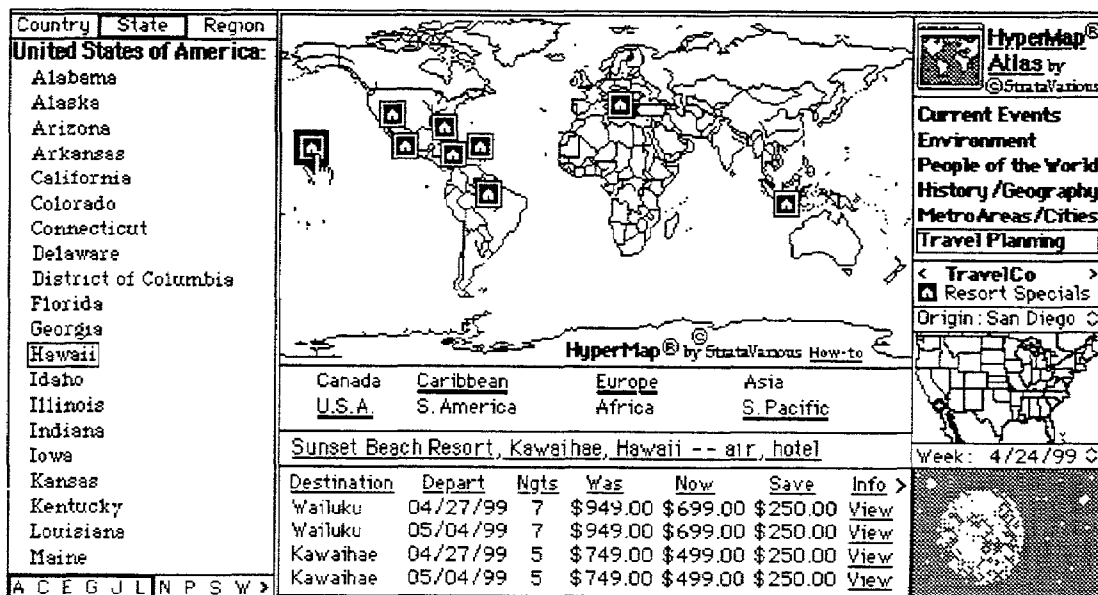 Country State Region
United States of America:
Alabama
Alaska
Arizona
Arkansas
California
Colorado
Connecticut
Delaware
District of Columbia
Florida
Georgia
Hawaii
Idaho
Illinois
Indiana
Iowa
Kansas
Kentucky
Louisiana
Maine
A C E G J L N P S W >
HyperMap® by ©StrataVarious How-to
Canada Caribbean Europe Asia
U.S.A. S. America Africa S. Pacific
Sunset Beach Resort, Kawaihae, Hawaii -- air, hotel
Destination Depart Ngts Was Now Save Info >
Wailuku 04/27/99 7 $949.00 $699.00 $250.00 View
Wailuku 05/04/99 7 $949.00 $699.00 $250.00 View
Kawaihae 04/27/99 5 $749.00 $499.00 $250.00 View
Kawaihae 05/04/99 5 $749.00 $499.00 $250.00 View
HyperMap®
Atlas by
©StrataVarious
Current Events
Environment
People of the World
History/Geography
MetroAreas/Cities
Travel Planning
< TravelCo >
Resort Specials
Origin: San Diego
Week: 4/24/99